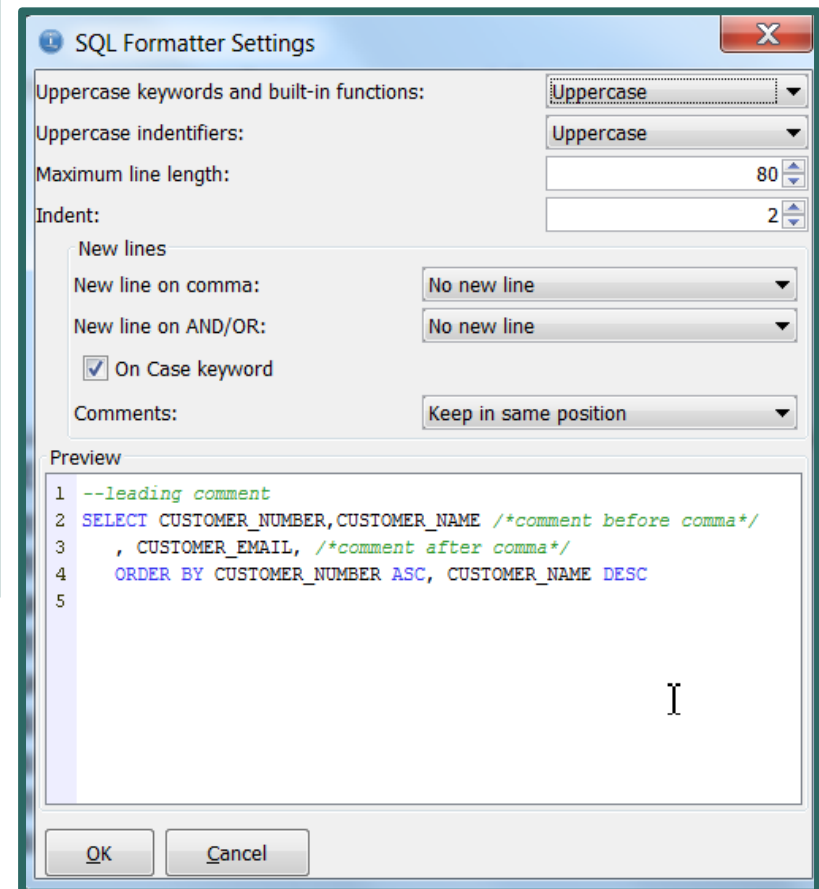 SQL Formatter Settings
Uppercase keywords and built-in functions: Uppercase
Uppercase indentifiers: Uppercase
Maximum line length: 80
Indent: 2
New lines
New line on comma: No new line
New line on AND/OR: No new line
On Case keyword
Comments: Keep in same position
Preview
1 --leading comment
2 SELECT CUSTOMER_NUMBER,CUSTOMER_NAME /*comment before comma*/
3 , CUSTOMER_EMAIL, /*comment after comma*/
4 ORDER BY CUSTOMER_NUMBER ASC, CUSTOMER_NAME DESC
5
OK Cancel